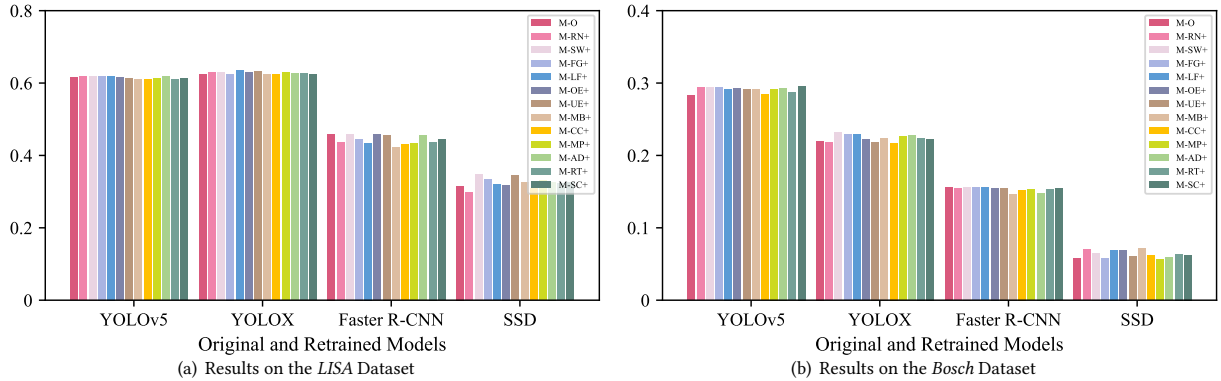 0.8
0.6
0.4
0.2
0
M-O
M-RN+
M-SW+
M-FG+
M-LF+
M-OE+
M-UE+
M-MB+
M-CC+
M-MP+
M-AD+
M-RT+
M-SC+
YOLOv5 YOLOX Faster R-CNN SSD
Original and Retrained Models
(a) Results on the LISA Dataset
0.4
0.3
0.2
0.1
0
M-O
M-RN+
M-SW+
M-FG+
M-LF+
M-OE+
M-UE+
M-MB+
M-CC+
M-MP+
M-AD+
M-RT+
M-SC+
YOLOv5 YOLOX Faster R-CNN SSD
Original and Retrained Models
(b) Results on the Bosch Dataset